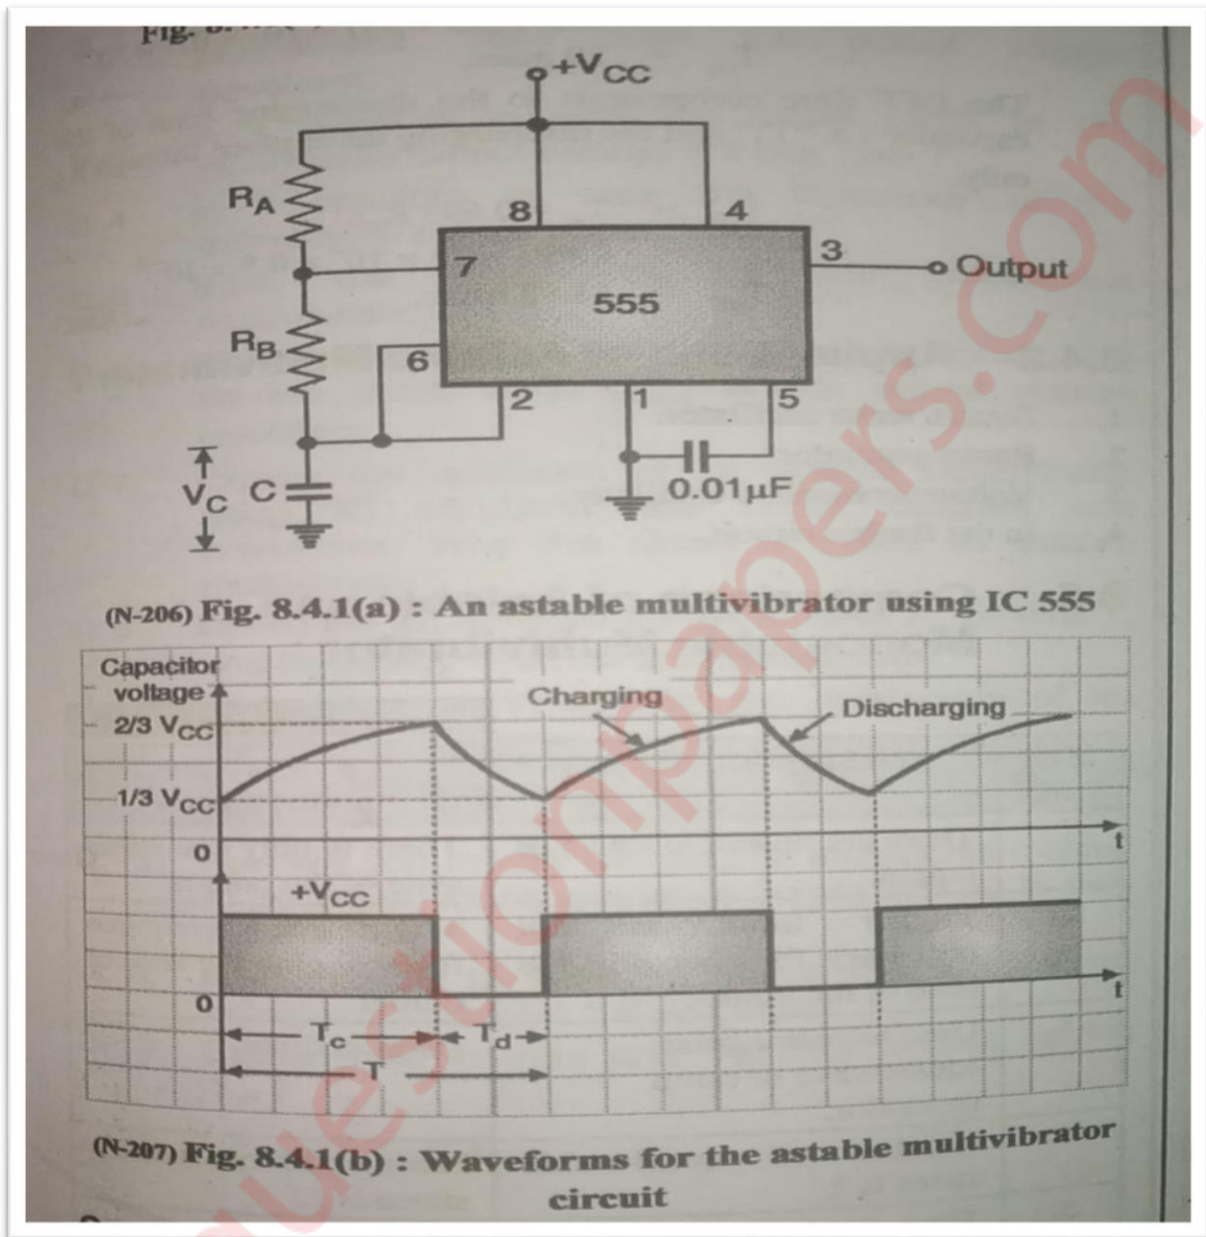 Fig.
+VCC
RA
8
4
3
7
Output
555
RB
6
2
1
5
VC
C
0.01μF
(N-206) Fig. 8.4.1(a) : An astable multivibrator using IC 555
Capacitor
voltage
Charging
Discharging
2/3 VCC
1/3 VCC
0
t
+VCC
0
t
Tc
Td
T
(N-207) Fig. 8.4.1(b) : Waveforms for the astable multivibrator
circuit
questionpapers.com